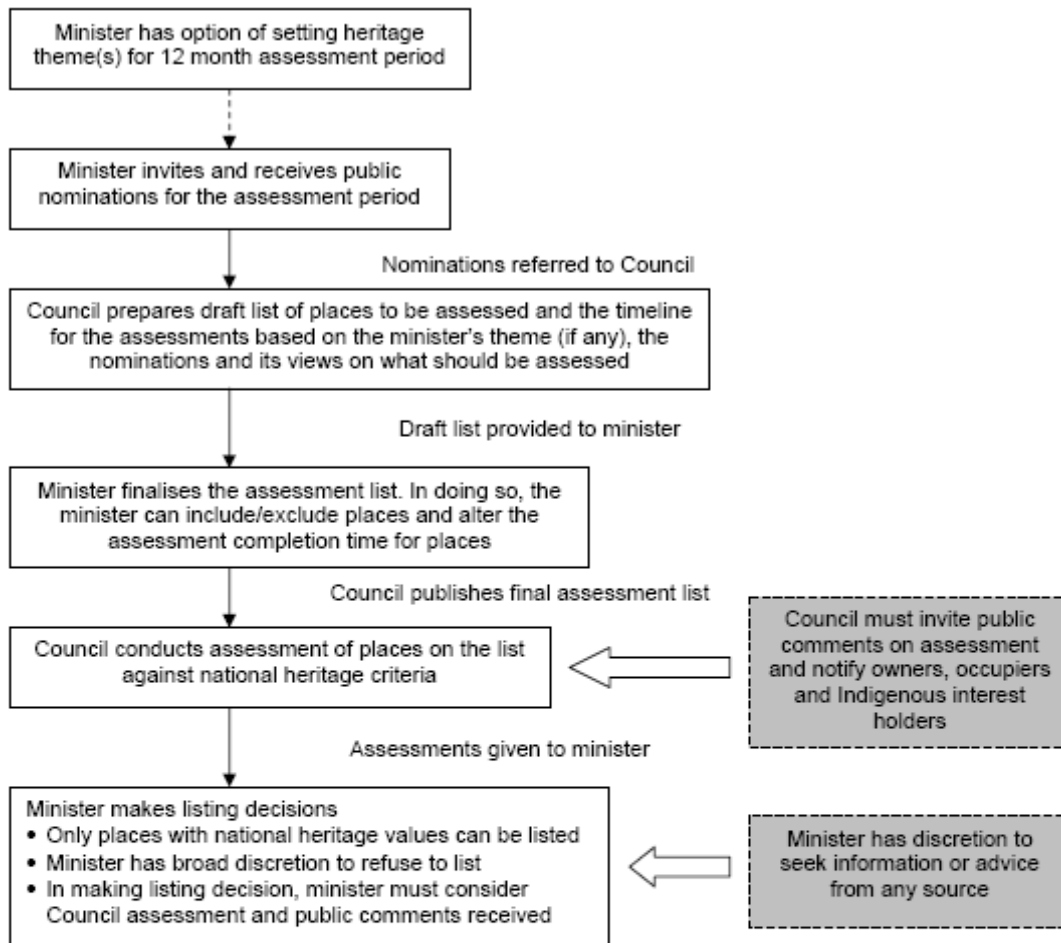 Minister has option of setting heritage
theme(s) for 12 month assessment period
Minister invites and receives public
nominations for the assessment period
Nominations referred to Council
Council prepares draft list of places to be assessed and the timeline
for the assessments based on the minister's theme (if any), the
nominations and its views on what should be assessed
Draft list provided to minister
Minister finalises the assessment list. In doing so, the
minister can include/exclude places and alter the
assessment completion time for places
Council publishes final assessment list
Council conducts assessment of places on the list
against national heritage criteria
Council must invite public
comments on assessment
and notify owners, occupiers
and Indigenous interest
holders
Assessments given to minister
Minister makes listing decisions
• Only places with national heritage values can be listed
• Minister has broad discretion to refuse to list
• In making listing decision, minister must consider
Council assessment and public comments received
Minister has discretion to
seek information or advice
from any source